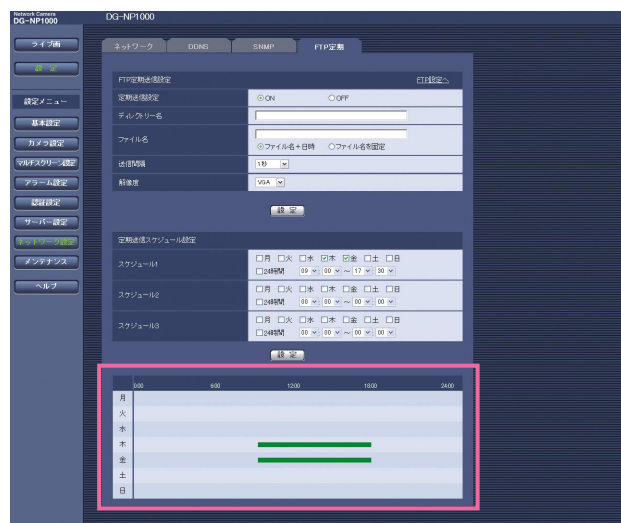 Network Camera
DG-NP1000
DG-NP1000
ライブ画
設 定
設定メニュー
基本設定
カメラ設定
マルチスクリーン設定
アラーム設定
認証設定
サーバー設定
ネットワーク設定
メンテナンス
ヘルプ
ネットワーク DDNS SNMP FTP定期
FTP定期送信設定 FTP設定へ
定期送信設定 ON OFF
ディレクトリー名
ファイル名
ファイル名+日時 ファイル名を固定
送信間隔 1秒
解像度 VGA
設 定
定期送信スケジュール設定
スケジュール1 月 火 水 木 金 土 日
24時間 09 : 00 ~ 17 : 30
スケジュール2 月 火 水 木 金 土 日
24時間 00 : 00 ~ 00 : 00
スケジュール3 月 火 水 木 金 土 日
24時間 00 : 00 ~ 00 : 00
設 定
0:00 6:00 12:00 18:00 24:00
月
火
水
木
金
土
日